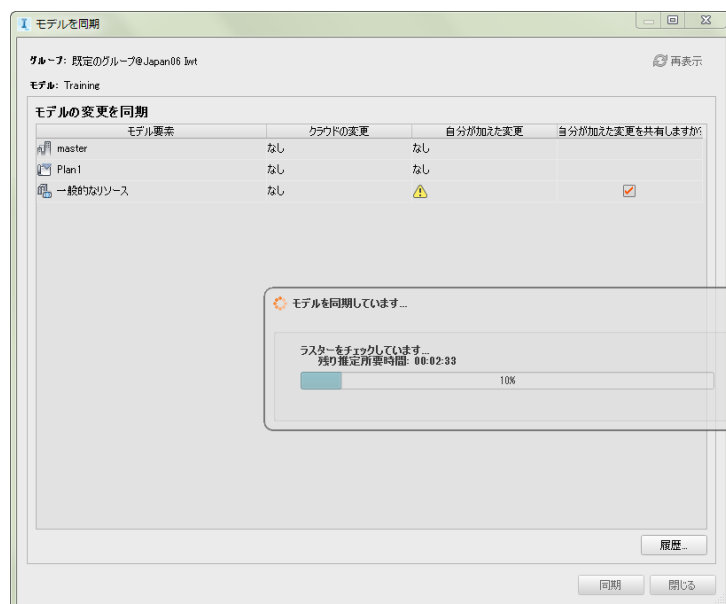 モデルを同期
グループ: 既定のグループ@Japan06 Iwt
再表示
モデル: Training
モデルの変更を同期
モデル要素 クラウドの変更 自分が加えた変更 自分が加えた変更を共有しますか?
master なし なし
Plan1 なし なし
一般的なリソース なし
モデルを同期しています...
ラスターをチェックしています...
残り推定所要時間: 00:02:33
10%
履歴...
同期 閉じる